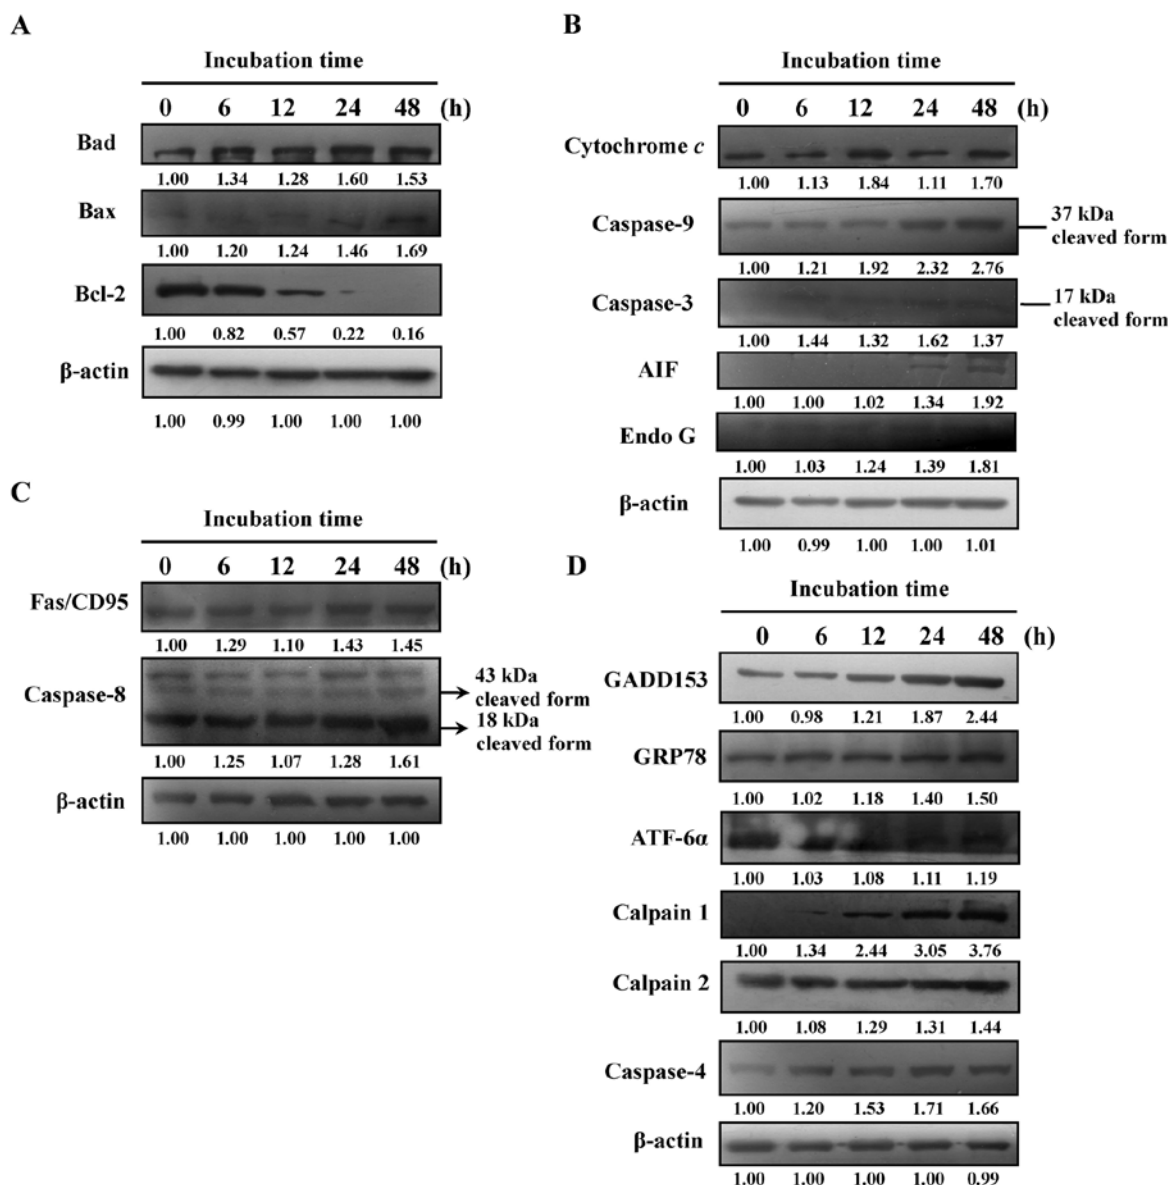 A
Incubation time
0 6 12 24 48 (h)
Bad
1.00 1.34 1.28 1.60 1.53
Bax
1.00 1.20 1.24 1.46 1.69
Bcl-2
1.00 0.82 0.57 0.22 0.16
β-actin
1.00 0.99 1.00 1.00 1.00
B
Incubation time
0 6 12 24 48 (h)
Cytochrome c
1.00 1.13 1.84 1.11 1.70
Caspase-9
37 kDa
cleaved form
1.00 1.21 1.92 2.32 2.76
Caspase-3
17 kDa
cleaved form
1.00 1.44 1.32 1.62 1.37
AIF
1.00 1.00 1.02 1.34 1.92
Endo G
1.00 1.03 1.24 1.39 1.81
β-actin
1.00 0.99 1.00 1.00 1.01
C
Incubation time
0 6 12 24 48 (h)
Fas/CD95
1.00 1.29 1.10 1.43 1.45
Caspase-8
43 kDa
cleaved form
18 kDa
cleaved form
1.00 1.25 1.07 1.28 1.61
β-actin
1.00 1.00 1.00 1.00 1.00
D
Incubation time
0 6 12 24 48 (h)
GADD153
1.00 0.98 1.21 1.87 2.44
GRP78
1.00 1.02 1.18 1.40 1.50
ATF-6α
1.00 1.03 1.08 1.11 1.19
Calpain 1
1.00 1.34 2.44 3.05 3.76
Calpain 2
1.00 1.08 1.29 1.31 1.44
Caspase-4
1.00 1.20 1.53 1.71 1.66
β-actin
1.00 1.00 1.00 1.00 0.99